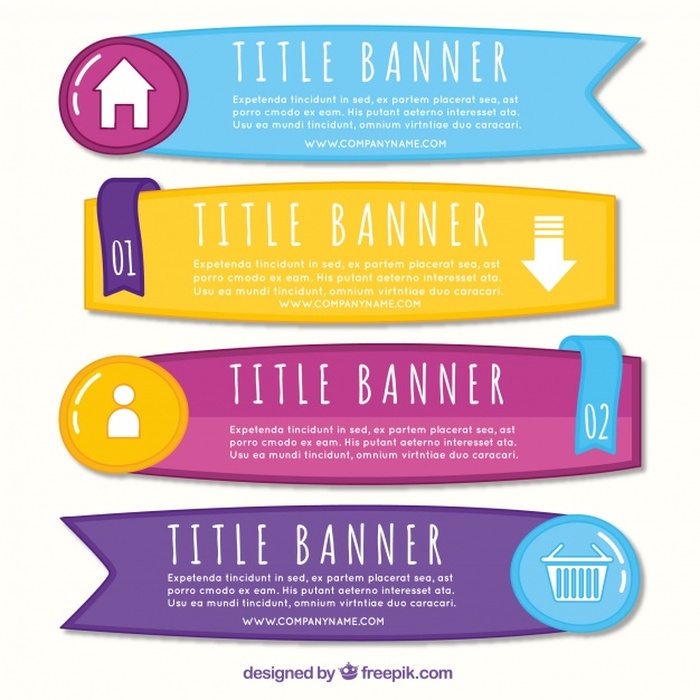 TITLE BANNER
Expetenda tincidunt in sed, ex partem placerat sea, ast
porro cmodo ex eam. His putant aeterno interesset ata.
Usu ea mundi tincidunt, omnium virtntiae duo caracari.
WWW.COMPANYNAME.COM
01
TITLE BANNER
Expetenda tincidunt in sed, ex partem placerat sea, ast
porro cmodo ex eam. His putant aeterno interesset ata.
Usu ea mundi tincidunt, omnium virtntiae duo caracari.
WWW.COMPANYNAME.COM
TITLE BANNER
Expetenda tincidunt in sed, ex partem placerat sea, ast
porro cmodo ex eam. His putant aeterno interesset ata.
Usu ea mundi tincidunt, omnium virtntiae duo caracari.
02
TITLE BANNER
Expetenda tincidunt in sed, ex partem placerat sea, ast
porro cmodo ex eam. His putant aeterno interesset ata.
Usu ea mundi tincidunt, omnium virtntiae duo caracari.
WWW.COMPANYNAME.COM
designed by freepik.com